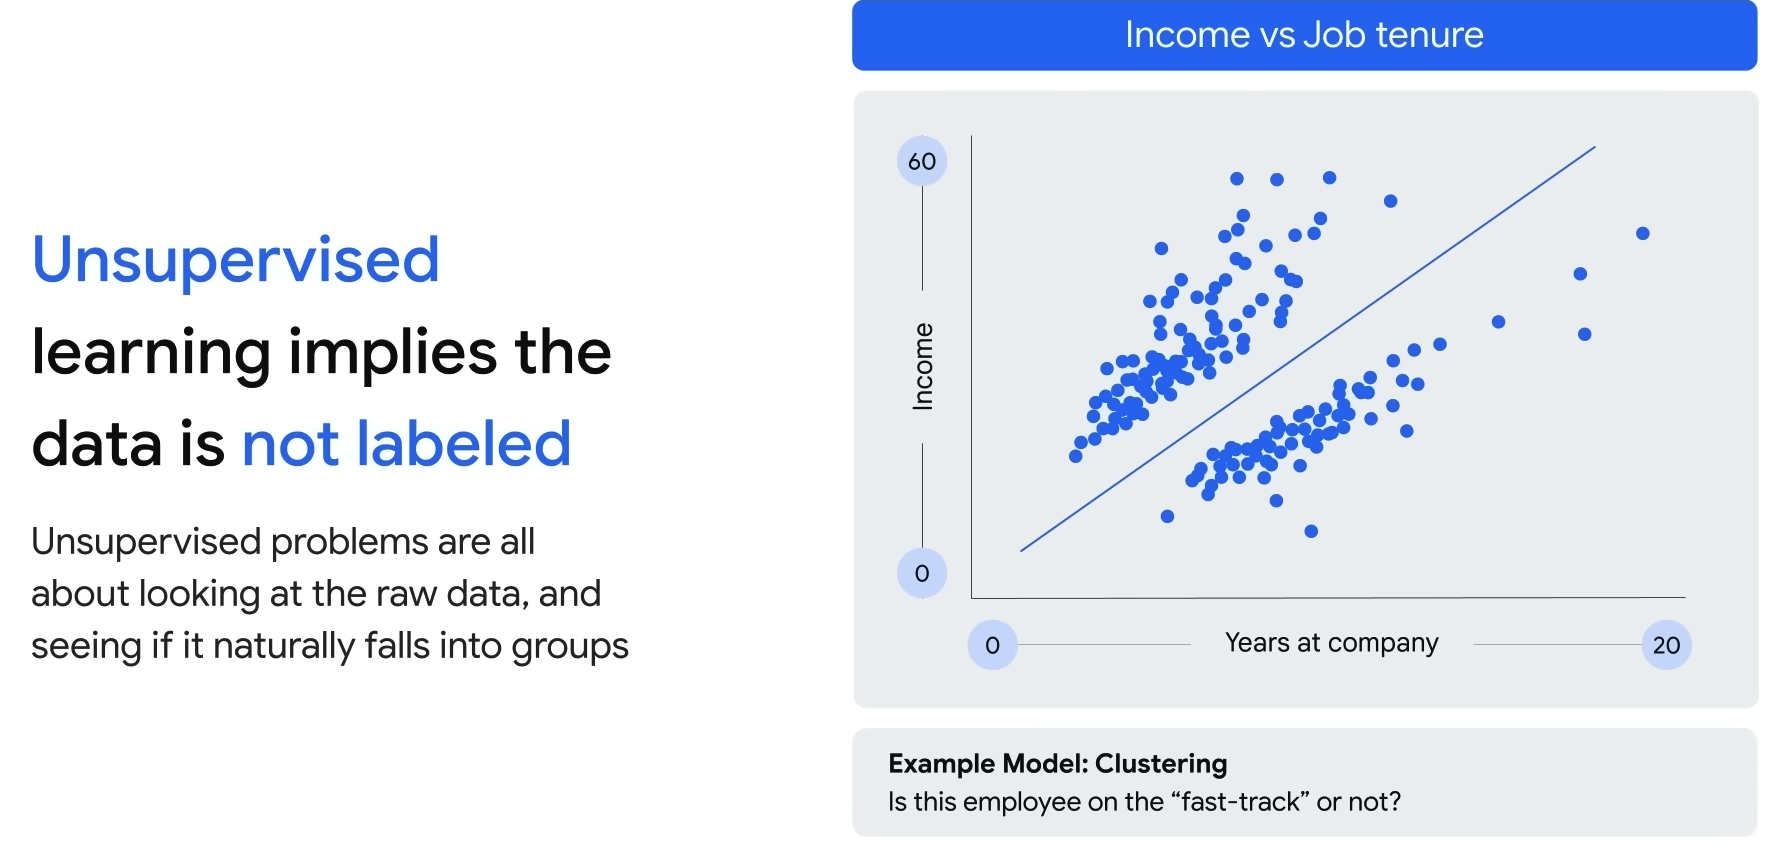 Unsupervised
learning implies the
data is not labeled
Unsupervised problems are all
about looking at the raw data, and
seeing if it naturally falls into groups
Income vs Job tenure
60
Income
0
0
Years at company
20
Example Model: Clustering
Is this employee on the “fast-track” or not?